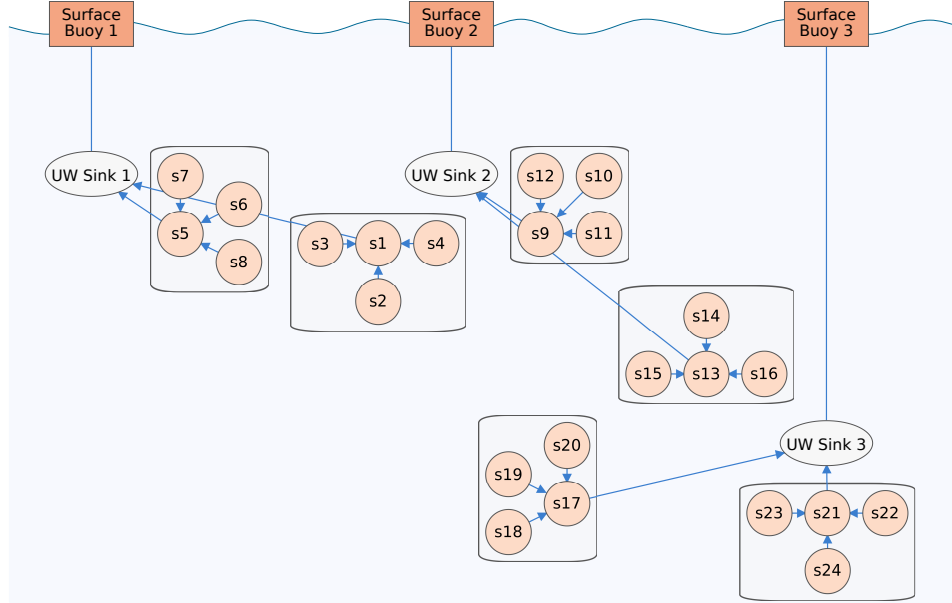 Surface
Buoy 1
Surface
Buoy 2
Surface
Buoy 3
UW Sink 1
s7
s6
s5
s8
s3
s1
s4
s2
UW Sink 2
s12
s10
s9
s11
s14
s15
s13
s16
s20
s19
s17
s18
UW Sink 3
s23
s21
s22
s24